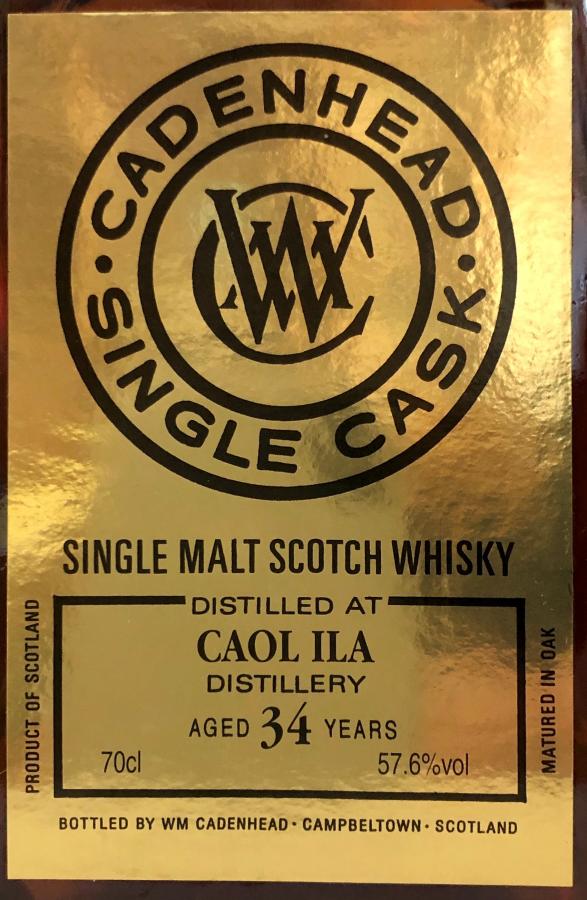 CADENHEAD
SINGLE CASK
WC
SINGLE MALT SCOTCH WHISKY
DISTILLED AT
CAOL ILA
DISTILLERY
AGED 34 YEARS
70cl 57.6%vol
PRODUCT OF SCOTLAND
MATURED IN OAK
BOTTLED BY WM CADENHEAD · CAMPBELTOWN · SCOTLAND